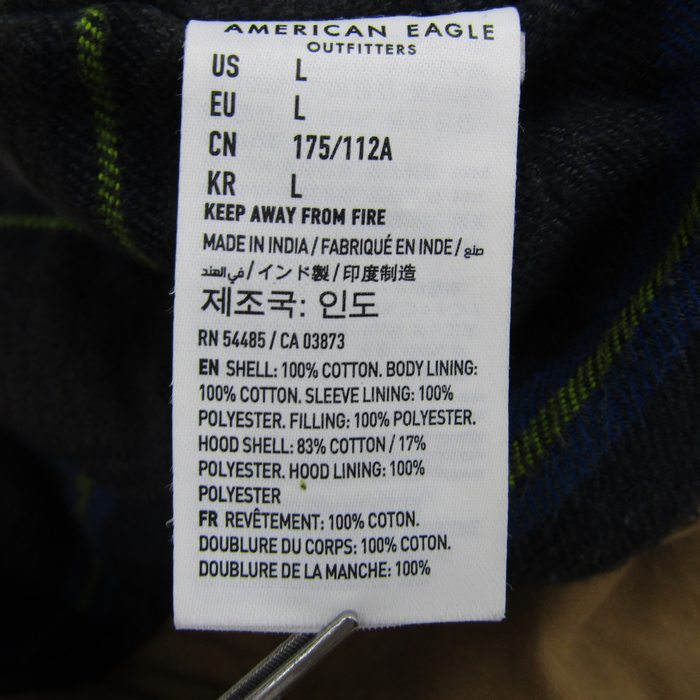 AMERICAN EAGLE
OUTFITTERS
US L
EU L
CN 175/112A
KR L
KEEP AWAY FROM FIRE
MADE IN INDIA / FABRIQUÉ EN INDE / صنع
في الهند / インド製 / 印度制造
제조국: 인도
RN 54485 / CA 03873
EN SHELL: 100% COTTON. BODY LINING:
100% COTTON. SLEEVE LINING: 100%
POLYESTER. FILLING: 100% POLYESTER.
HOOD SHELL: 83% COTTON / 17%
POLYESTER. HOOD LINING: 100%
POLYESTER
FR REVÊTEMENT: 100% COTON.
DOUBLURE DU CORPS: 100% COTON.
DOUBLURE DE LA MANCHE: 100%